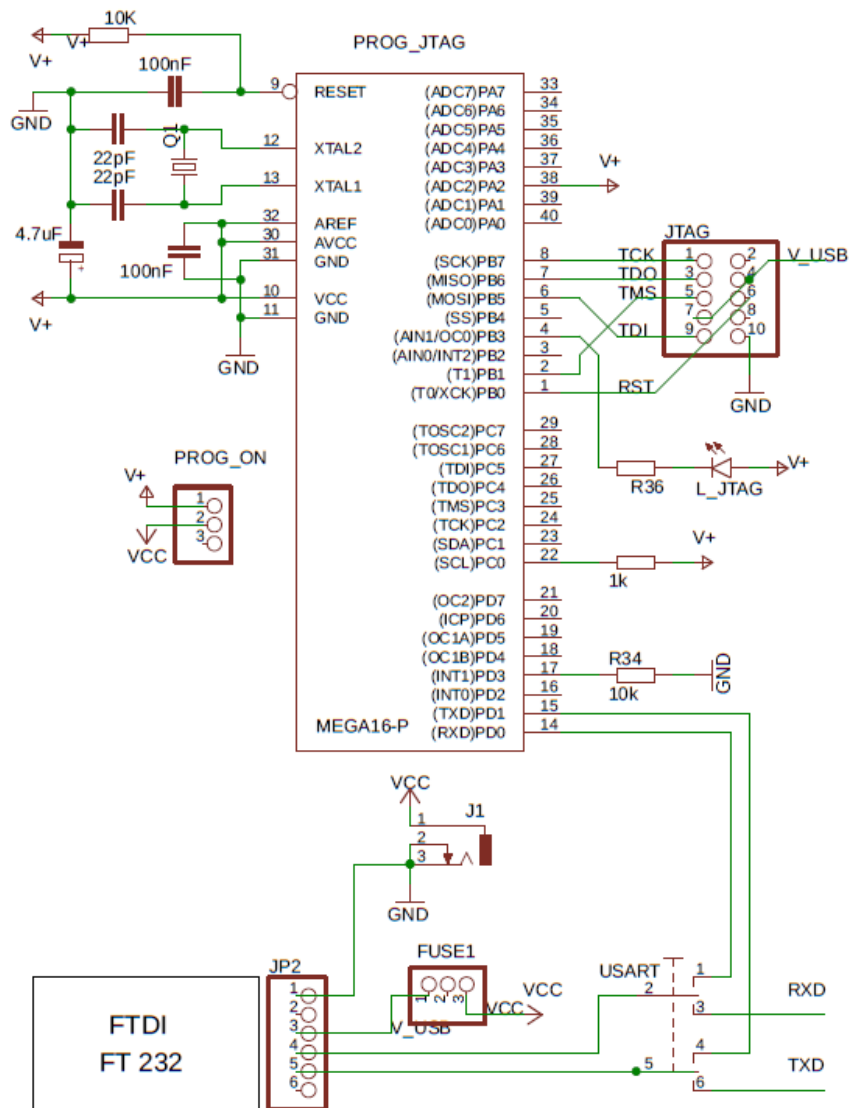 10K
V+
V+
PROG_JTAG
100nF
9
RESET
GND
Q1
12
XTAL2
22pF
22pF
13
XTAL1
4.7uF
+
32
AREF
30
AVCC
31
GND
100nF
10
VCC
11
GND
V+
GND
(ADC7)PA7
33
(ADC6)PA6
34
(ADC5)PA5
35
(ADC4)PA4
36
(ADC3)PA3
37
(ADC2)PA2
38
V+
(ADC1)PA1
39
(ADC0)PA0
40
JTAG
(SCK)PB7
8
TCK
1
2
V_USB
(MISO)PB6
7
TDO
3
4
(MOSI)PB5
6
TMS
5
6
(SS)PB4
5
7
8
(AIN1/OC0)PB3
4
TDI
9
10
(AIN0/INT2)PB2
3
(T1)PB1
2
(T0/XCK)PB0
1
RST
GND
(TOSC2)PC7
29
(TOSC1)PC6
28
(TDI)PC5
27
(TDO)PC4
26
(TMS)PC3
25
(TCK)PC2
24
(SDA)PC1
23
(SCL)PC0
22
R36
L_JTAG
V+
1k
V+
PROG_ON
V+
1
2
3
VCC
(OC2)PD7
21
(ICP)PD6
20
(OC1A)PD5
19
(OC1B)PD4
18
(INT1)PD3
17
R34
10k
GND
(INT0)PD2
16
(TXD)PD1
15
(RXD)PD0
14
MEGA16-P
VCC
J1
1
2
3
GND
FUSE1
1
2
3
VCC
VCC
V_USB
JP2
1
2
3
4
5
6
FTDI
FT 232
USART
1
2
3
RXD
4
5
6
TXD